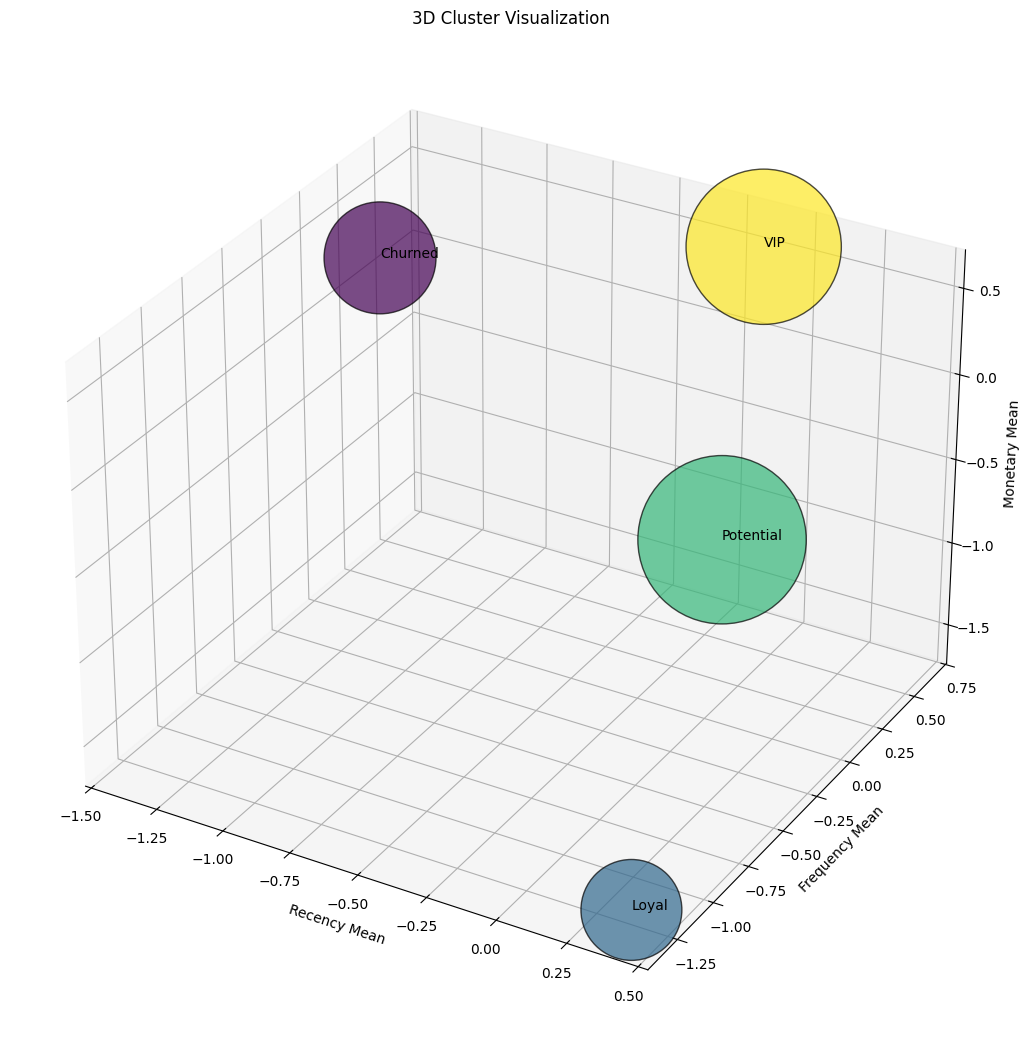 3D Cluster Visualization
VIP
Churned
0.5
0.0
Monetary Mean
−0.5
Potential
−1.0
−1.5
0.75
0.50
0.25
0.00
−0.25
−0.50
Frequency Mean
−0.75
−1.00
−1.25
Loyal
−1.50
−1.25
−1.00
−0.75
−0.50
−0.25
0.00
0.25
0.50
Recency Mean